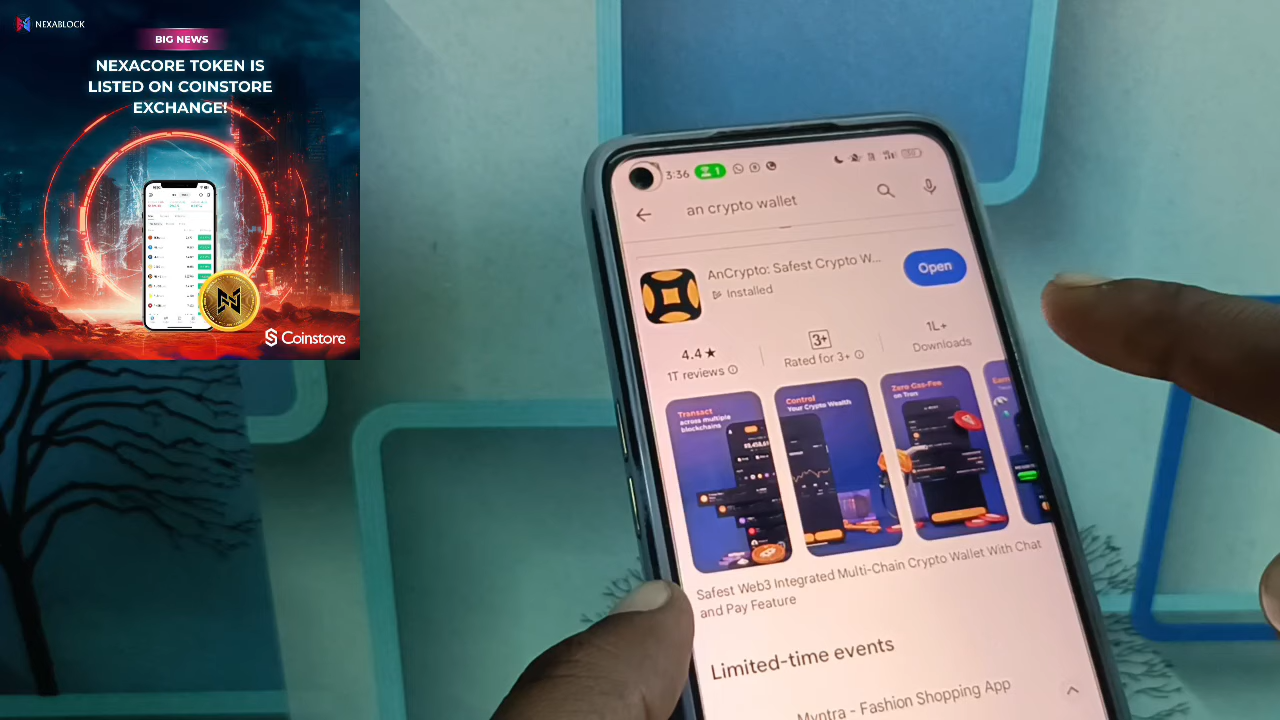 NEXABLOCK
BIG NEWS
NEXACORE TOKEN IS
LISTED ON COINSTORE
EXCHANGE!
Coinstore
3:36
1
an crypto wallet
AnCrypto: Safest Crypto W...
Installed
Open
4.4★
1T reviews
3+
Rated for 3+
1L+
Downloads
Transact
across multiple
blockchains
Control
Your Crypto Wealth
Zero Gas-Fee
on Tron
Earn
Safest Web3 Integrated Multi-Chain Crypto Wallet With Chat
and Pay Feature
Limited-time events
Myntra - Fashion Shopping App